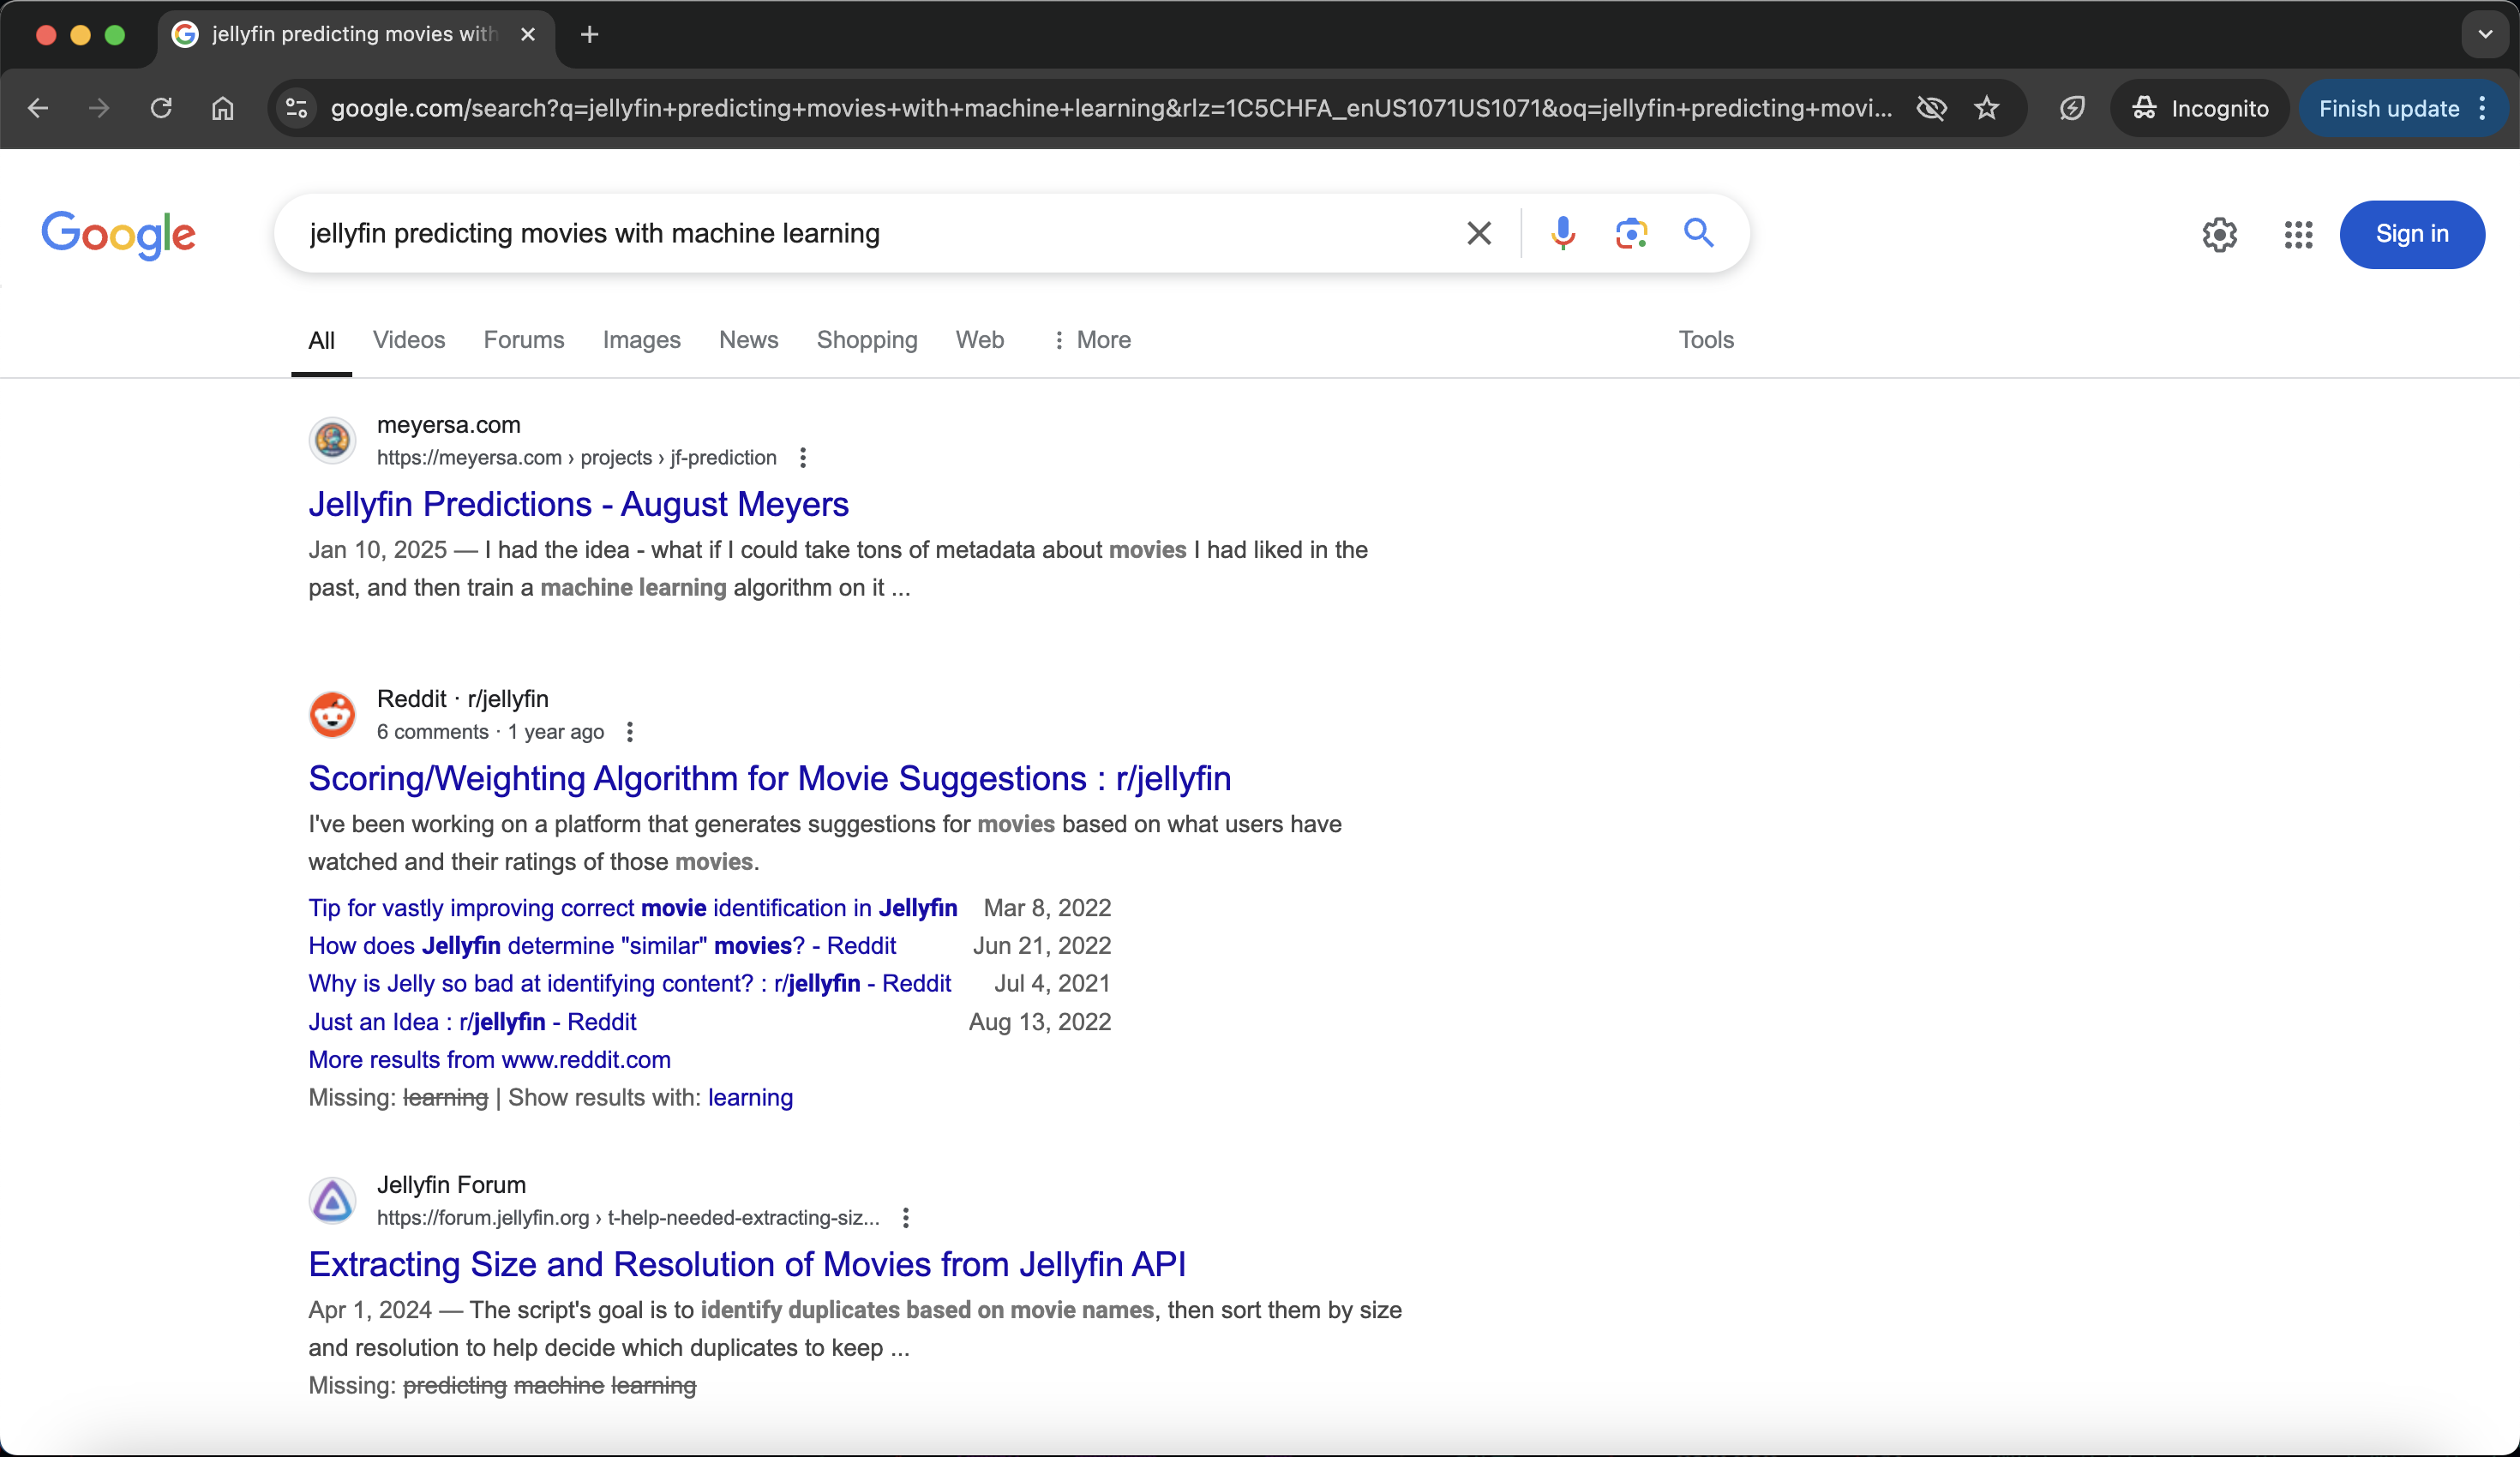 jellyfin predicting movies with
google.com/search?q=jellyfin+predicting+movies+with+machine+learning&rlz=1C5CHFA_enUS1071US1071&oq=jellyfin+predicting+movi...
Incognito
Finish update
Google
jellyfin predicting movies with machine learning
Sign in
All Videos Forums Images News Shopping Web More Tools
meyersa.com
https://meyersa.com › projects › jf-prediction
Jellyfin Predictions - August Meyers
Jan 10, 2025 — I had the idea - what if I could take tons of metadata about movies I had liked in the
past, and then train a machine learning algorithm on it ...
Reddit · r/jellyfin
6 comments · 1 year ago
Scoring/Weighting Algorithm for Movie Suggestions : r/jellyfin
I've been working on a platform that generates suggestions for movies based on what users have
watched and their ratings of those movies.
Tip for vastly improving correct movie identification in Jellyfin Mar 8, 2022
How does Jellyfin determine "similar" movies? - Reddit Jun 21, 2022
Why is Jelly so bad at identifying content? : r/jellyfin - Reddit Jul 4, 2021
Just an Idea : r/jellyfin - Reddit Aug 13, 2022
More results from www.reddit.com
Missing: learning | Show results with: learning
Jellyfin Forum
https://forum.jellyfin.org › t-help-needed-extracting-siz...
Extracting Size and Resolution of Movies from Jellyfin API
Apr 1, 2024 — The script's goal is to identify duplicates based on movie names, then sort them by size
and resolution to help decide which duplicates to keep ...
Missing: predicting machine learning